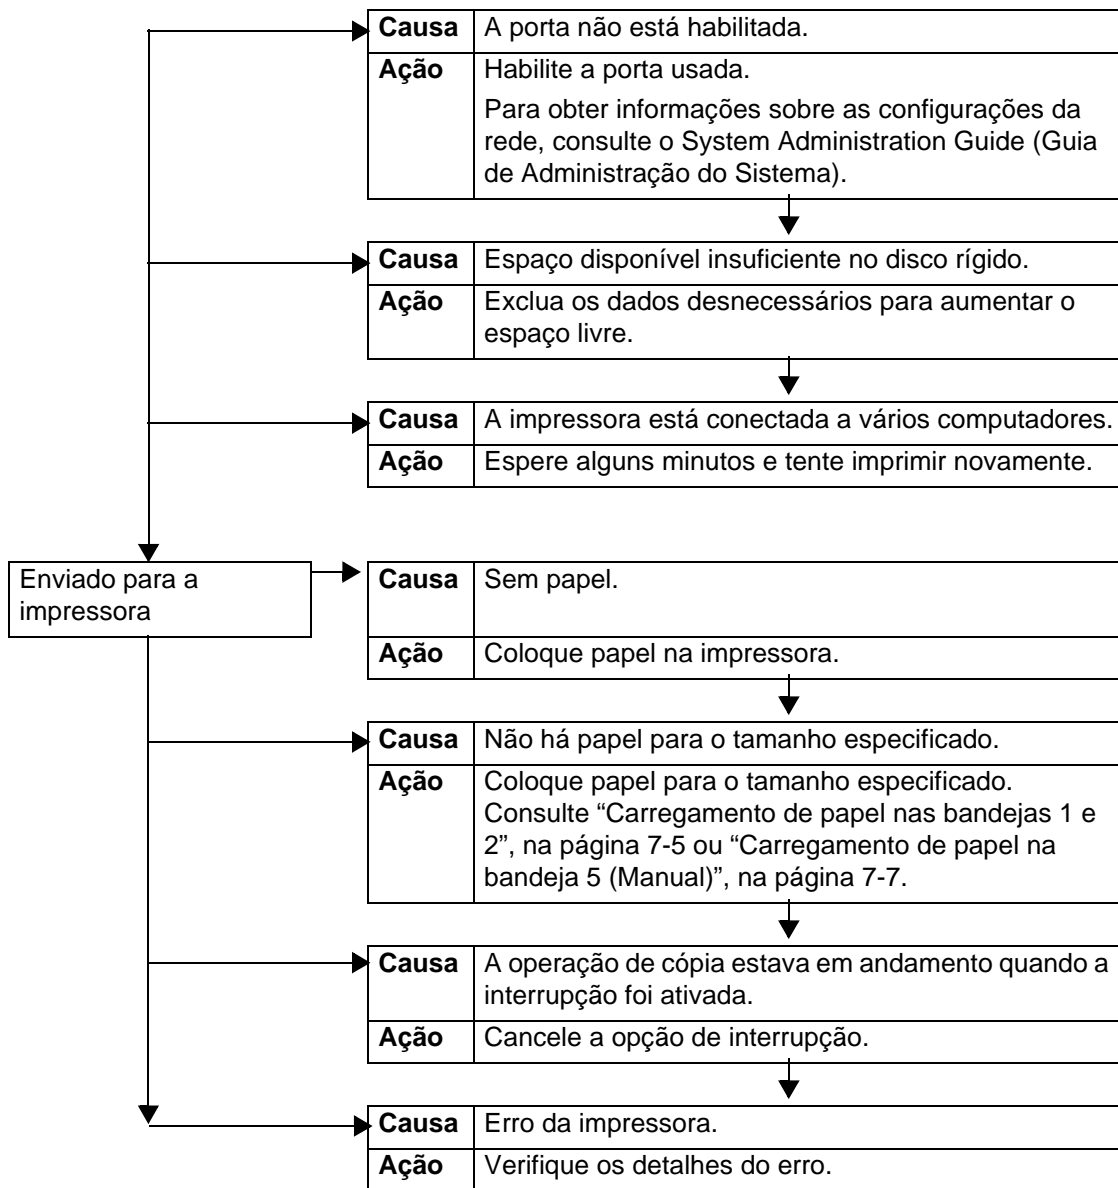 Causa A porta não está habilitada.
Ação Habilite a porta usada.
Para obter informações sobre as configurações da
rede, consulte o System Administration Guide (Guia
de Administração do Sistema).
Causa Espaço disponível insuficiente no disco rígido.
Ação Exclua os dados desnecessários para aumentar o
espaço livre.
Causa A impressora está conectada a vários computadores.
Ação Espere alguns minutos e tente imprimir novamente.
Enviado para a
impressora
Causa Sem papel.
Ação Coloque papel na impressora.
Causa Não há papel para o tamanho especificado.
Ação Coloque papel para o tamanho especificado.
Consulte “Carregamento de papel nas bandejas 1 e
2”, na página 7-5 ou “Carregamento de papel na
bandeja 5 (Manual)”, na página 7-7.
Causa A operação de cópia estava em andamento quando a
interrupção foi ativada.
Ação Cancele a opção de interrupção.
Causa Erro da impressora.
Ação Verifique os detalhes do erro.